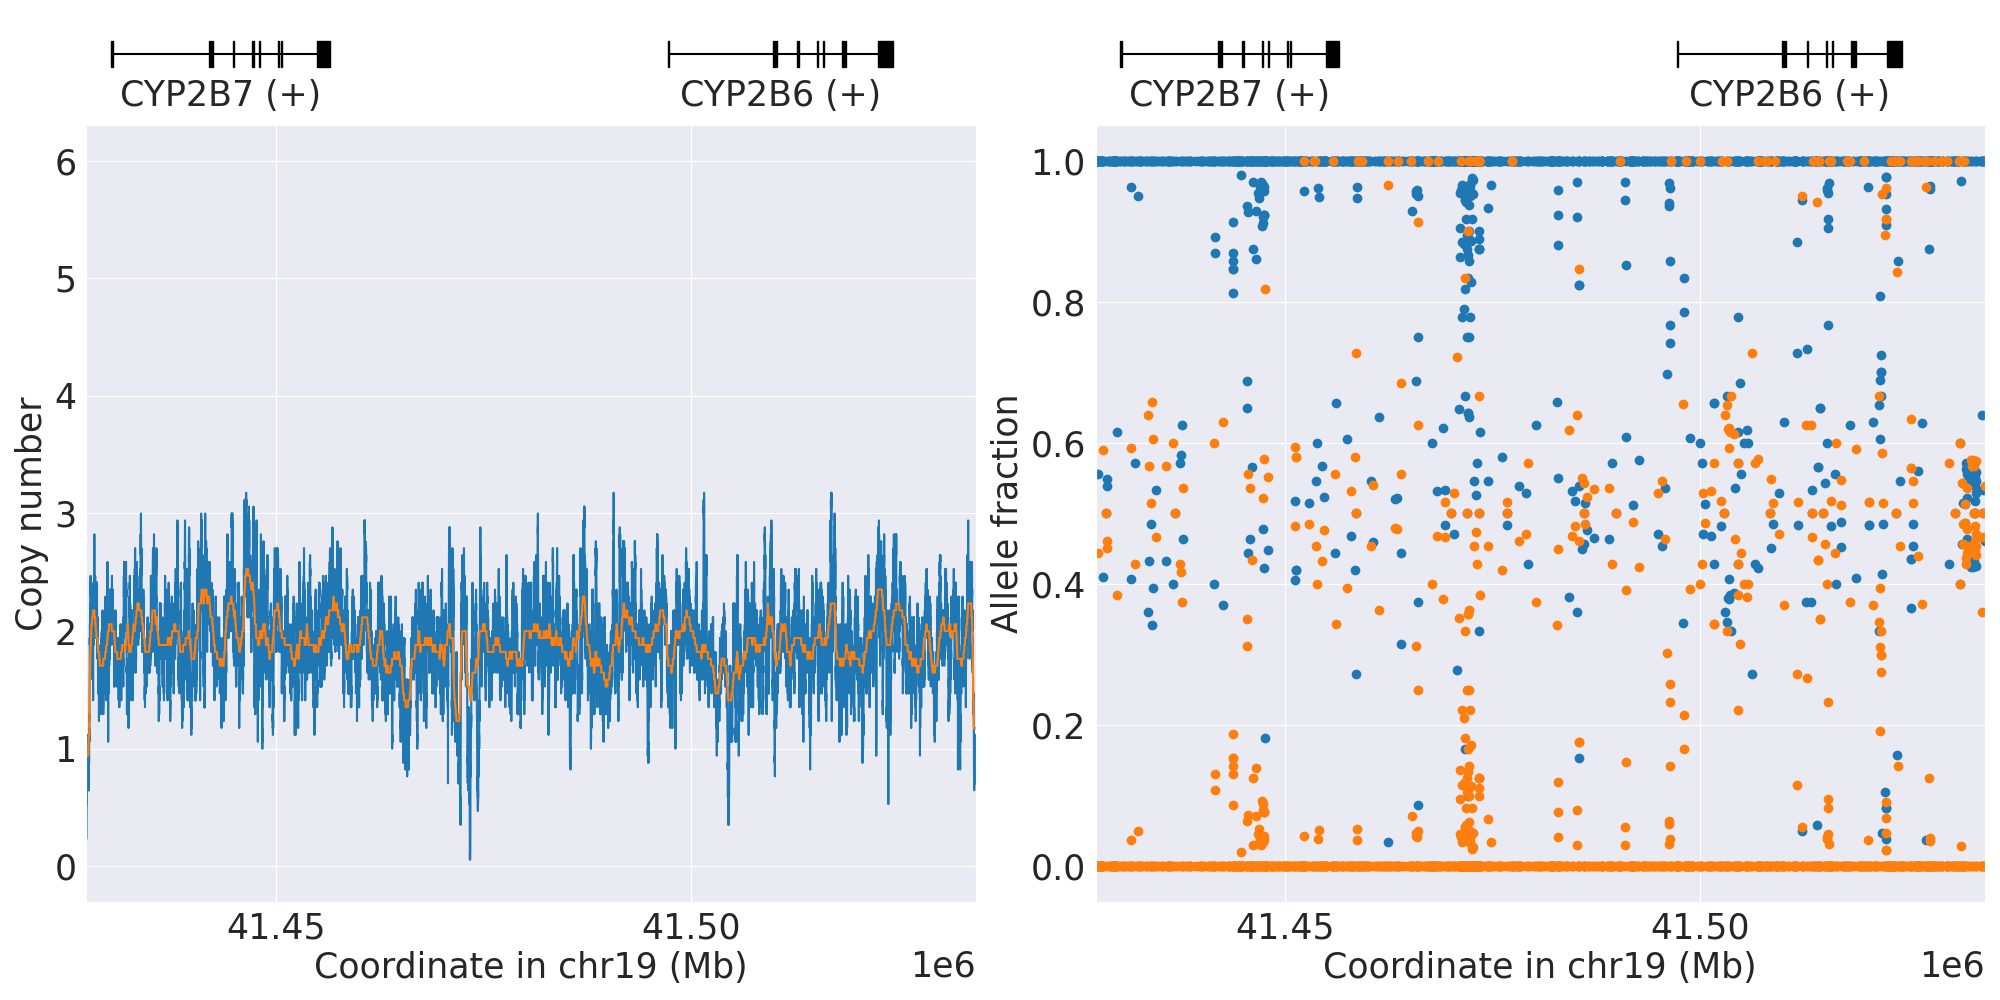 CYP2B7 (+)
CYP2B6 (+)
6
5
4
3
2
1
0
Copy number
41.45
41.50
Coordinate in chr19 (Mb)
1e6
CYP2B7 (+)
CYP2B6 (+)
1.0
0.8
0.6
0.4
0.2
0.0
Allele fraction
41.45
41.50
Coordinate in chr19 (Mb)
1e6